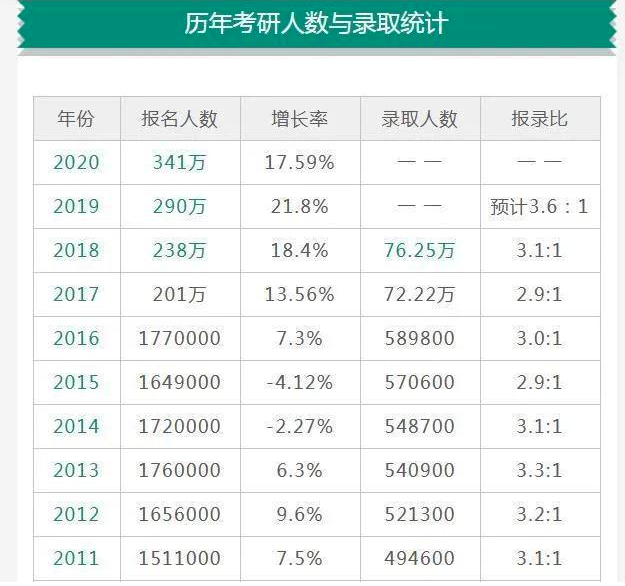 历年考研人数与录取统计
年份 报名人数 增长率 录取人数 报录比
2020 341万 17.59% — — — —
2019 290万 21.8% — — 预计3.6：1
2018 238万 18.4% 76.25万 3.1:1
2017 201万 13.56% 72.22万 2.9:1
2016 1770000 7.3% 589800 3.0:1
2015 1649000 -4.12% 570600 2.9:1
2014 1720000 -2.27% 548700 3.1:1
2013 1760000 6.3% 540900 3.3:1
2012 1656000 9.6% 521300 3.2:1
2011 1511000 7.5% 494600 3.1:1